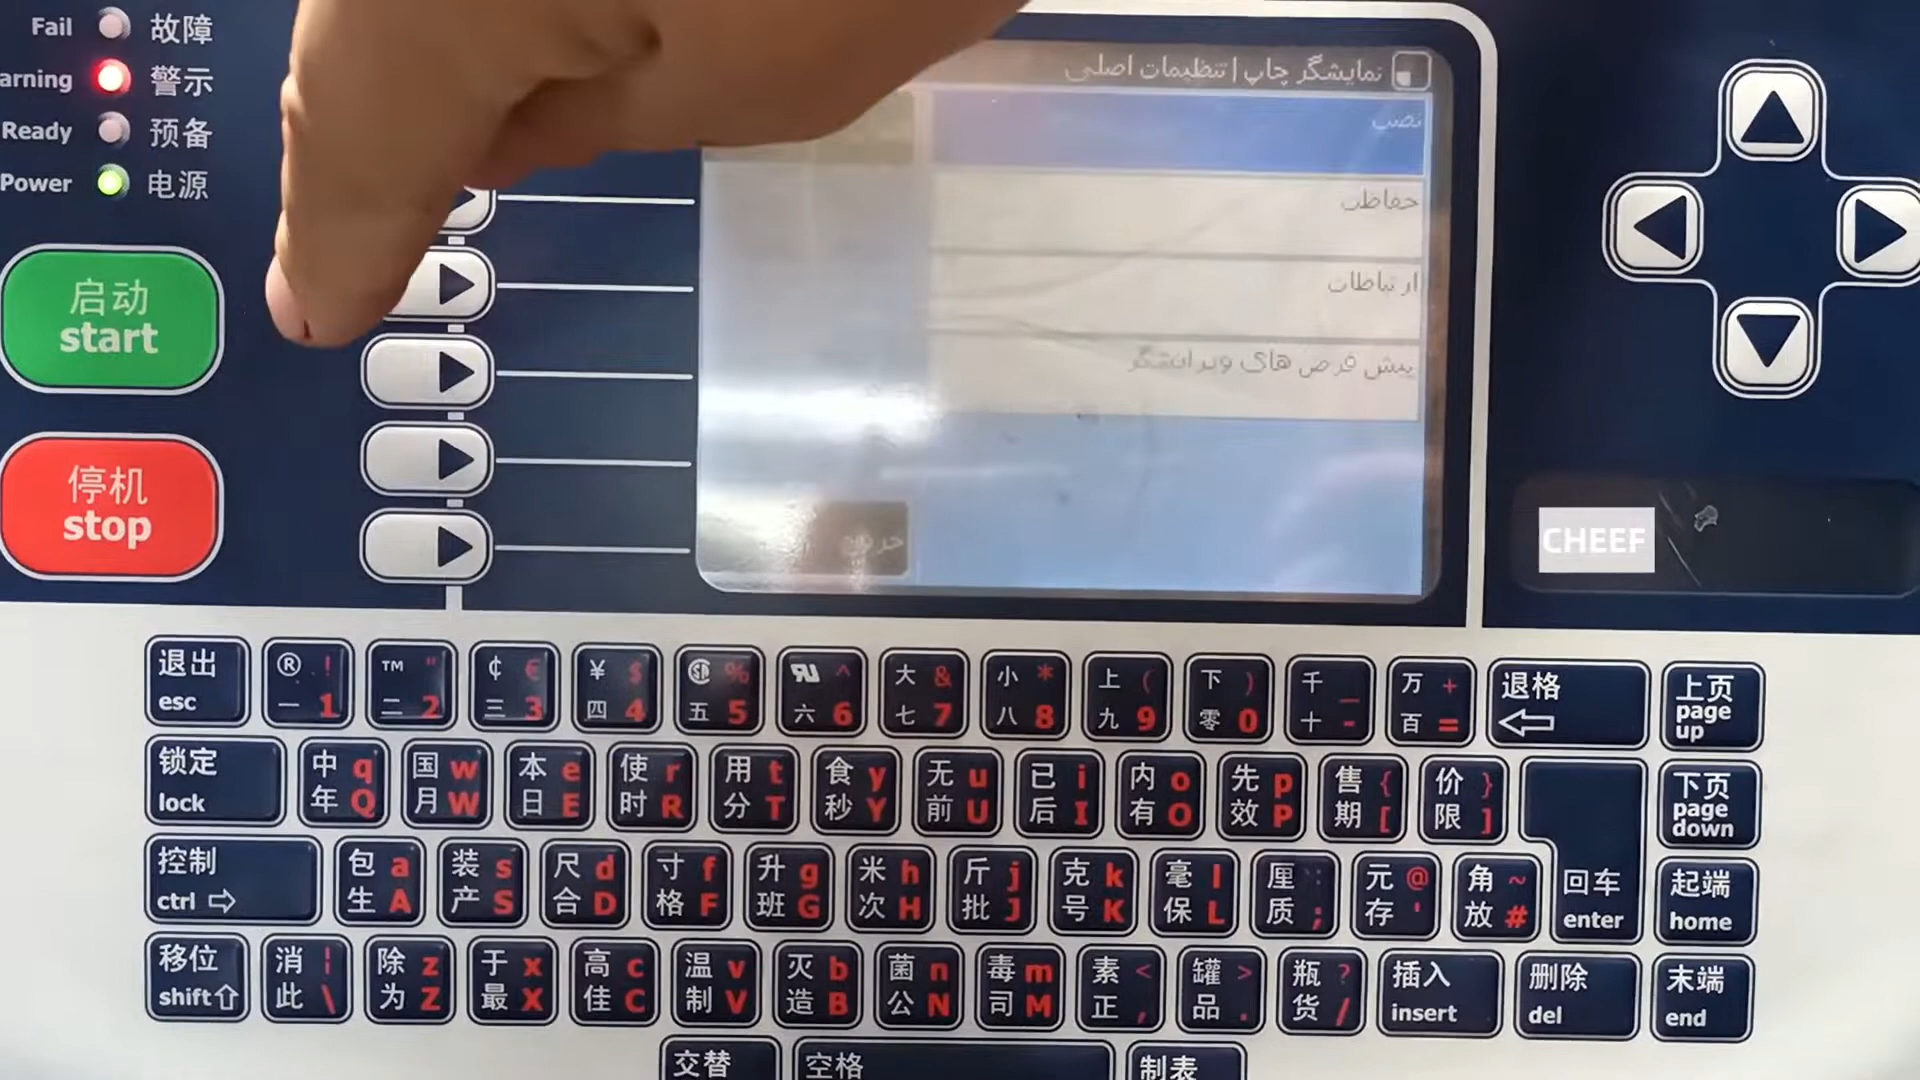 Fail 故障
arning 警示
Ready 预备
Power 电源
启动
start
停机
stop
نمایشگر چاپ | تنظیمات اصلی
نصب
حفاظت
ارتباطات
پیش فرض های ویرایشگر
CHEEF
退出 esc
® ! 一 1
™ " 二 2
¢ € 三 3
¥ $ 四 4
% 五 5
^ 六 6
大 & 七 7
小 * 八 8
上 ( 九 9
下 ) 零 0
千 _ 十 -
万 + 百 =
退格
上页 page up
锁定 lock
中 q 年 Q
国 w 月 W
本 e 日 E
使 r 时 R
用 t 分 T
食 y 秒 Y
无 u 前 U
已 i 后 I
内 o 有 O
先 p 效 P
售 { 期 [
价 } 限 ]
下页 page down
控制 ctrl
包 a 生 A
装 s 产 S
尺 d 合 D
寸 f 格 F
升 g 班 G
米 h 次 H
斤 j 批 J
克 k 号 K
毫 l 保 L
厘 : 质 ;
元 @ 存 '
角 ~ 放 #
回车 enter
起端 home
移位 shift
消 ¦ 此 \
除 z 为 Z
于 x 最 X
高 c 佳 C
温 v 制 V
灭 b 造 B
菌 n 公 N
毒 m 司 M
素 < 正 ,
罐 > 品 .
瓶 ? 货 /
插入 insert
删除 del
末端 end
交替
空格
制表